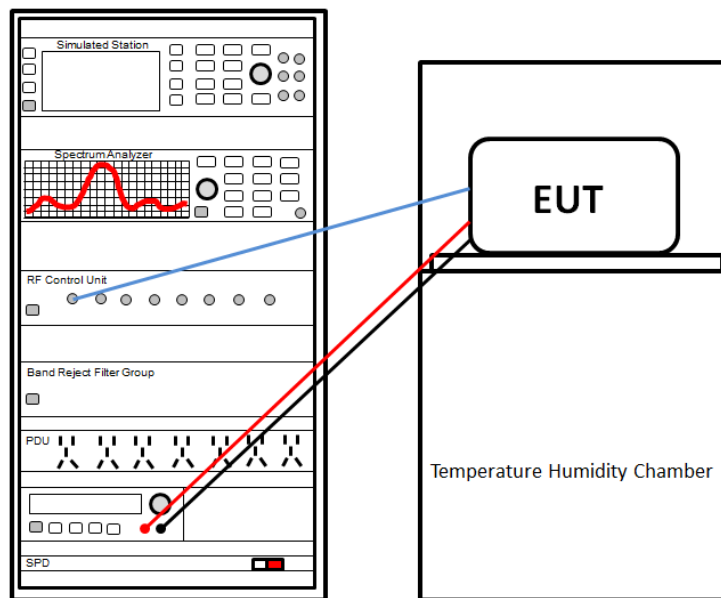 Simulated Station
Spectrum Analyzer
RF Control Unit
Band Reject Filter Group
PDU
SPD
EUT
Temperature Humidity Chamber